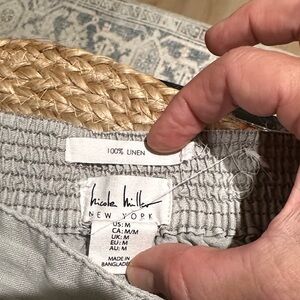 100% LINEN
nicole miller
NEW YORK
US: M
CA: M/M
UK: M
EU: M
AU: M
MADE IN
BANGLADESH